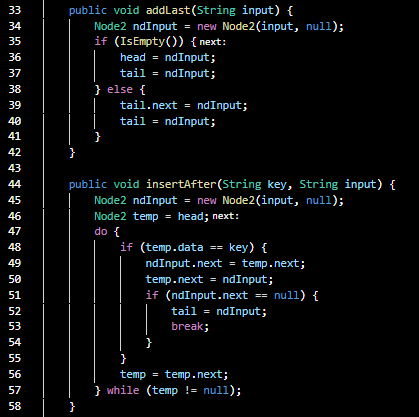 33 public void addLast(String input) {
34 Node2 ndInput = new Node2(input, null);
35 if (IsEmpty()) { next:
36 head = ndInput;
37 tail = ndInput;
38 } else {
39 tail.next = ndInput;
40 tail = ndInput;
41 }
42 }
43
44 public void insertAfter(String key, String input) {
45 Node2 ndInput = new Node2(input, null);
46 Node2 temp = head; next:
47 do {
48 if (temp.data == key) {
49 ndInput.next = temp.next;
50 temp.next = ndInput;
51 if (ndInput.next == null) {
52 tail = ndInput;
53 break;
54 }
55 }
56 temp = temp.next;
57 } while (temp != null);
58 }